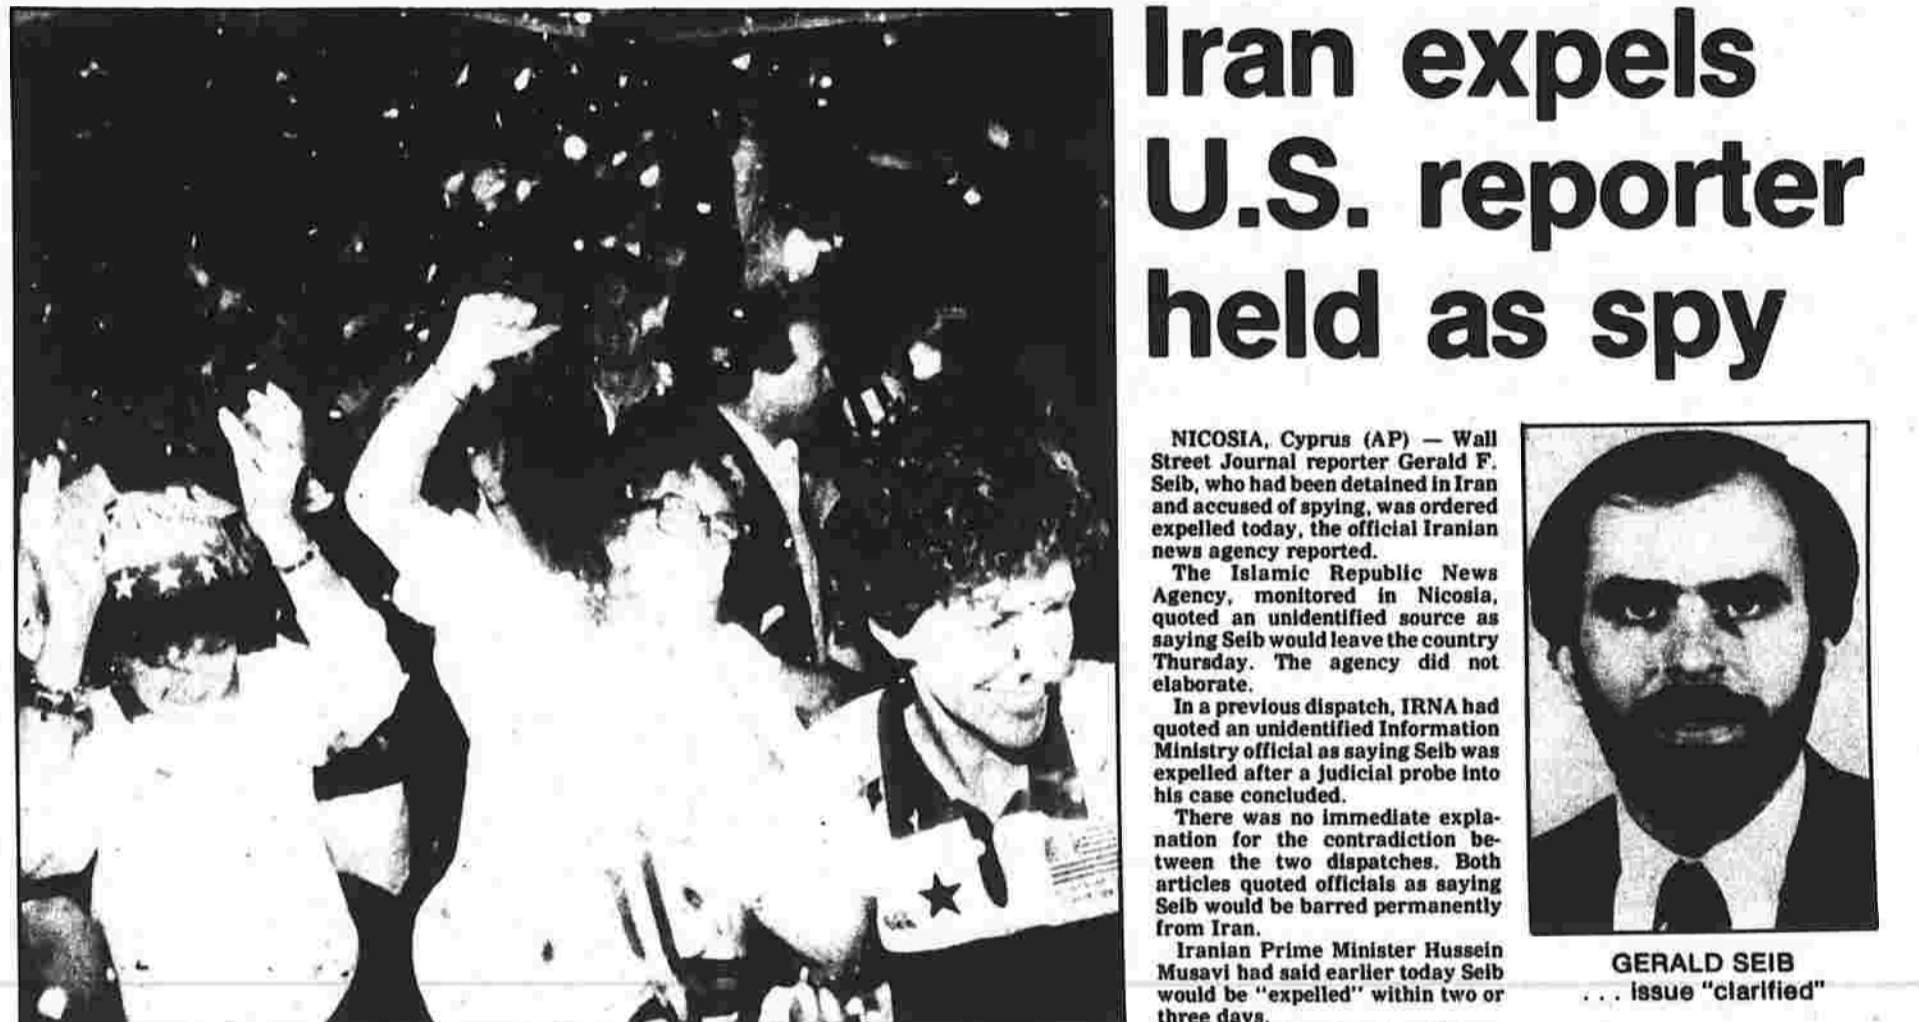 Iran expels
U.S. reporter
held as spy
NICOSIA, Cyprus (AP) — Wall
Street Journal reporter Gerald F.
Seib, who had been detained in Iran
and accused of spying, was ordered
expelled today, the official Iranian
news agency reported.
The Islamic Republic News
Agency, monitored in Nicosia,
quoted an unidentified source as
saying Seib would leave the country
Thursday. The agency did not
elaborate.
In a previous dispatch, IRNA had
quoted an unidentified Information
Ministry official as saying Seib was
expelled after a judicial probe into
his case concluded.
There was no immediate expla-
nation for the contradiction be-
tween the two dispatches. Both
articles quoted officials as saying
Seib would be barred permanently
from Iran.
Iranian Prime Minister Hussein
Musavi had said earlier today Seib
would be "expelled" within two or
three days.
GERALD SEIB
. . . issue "clarified"